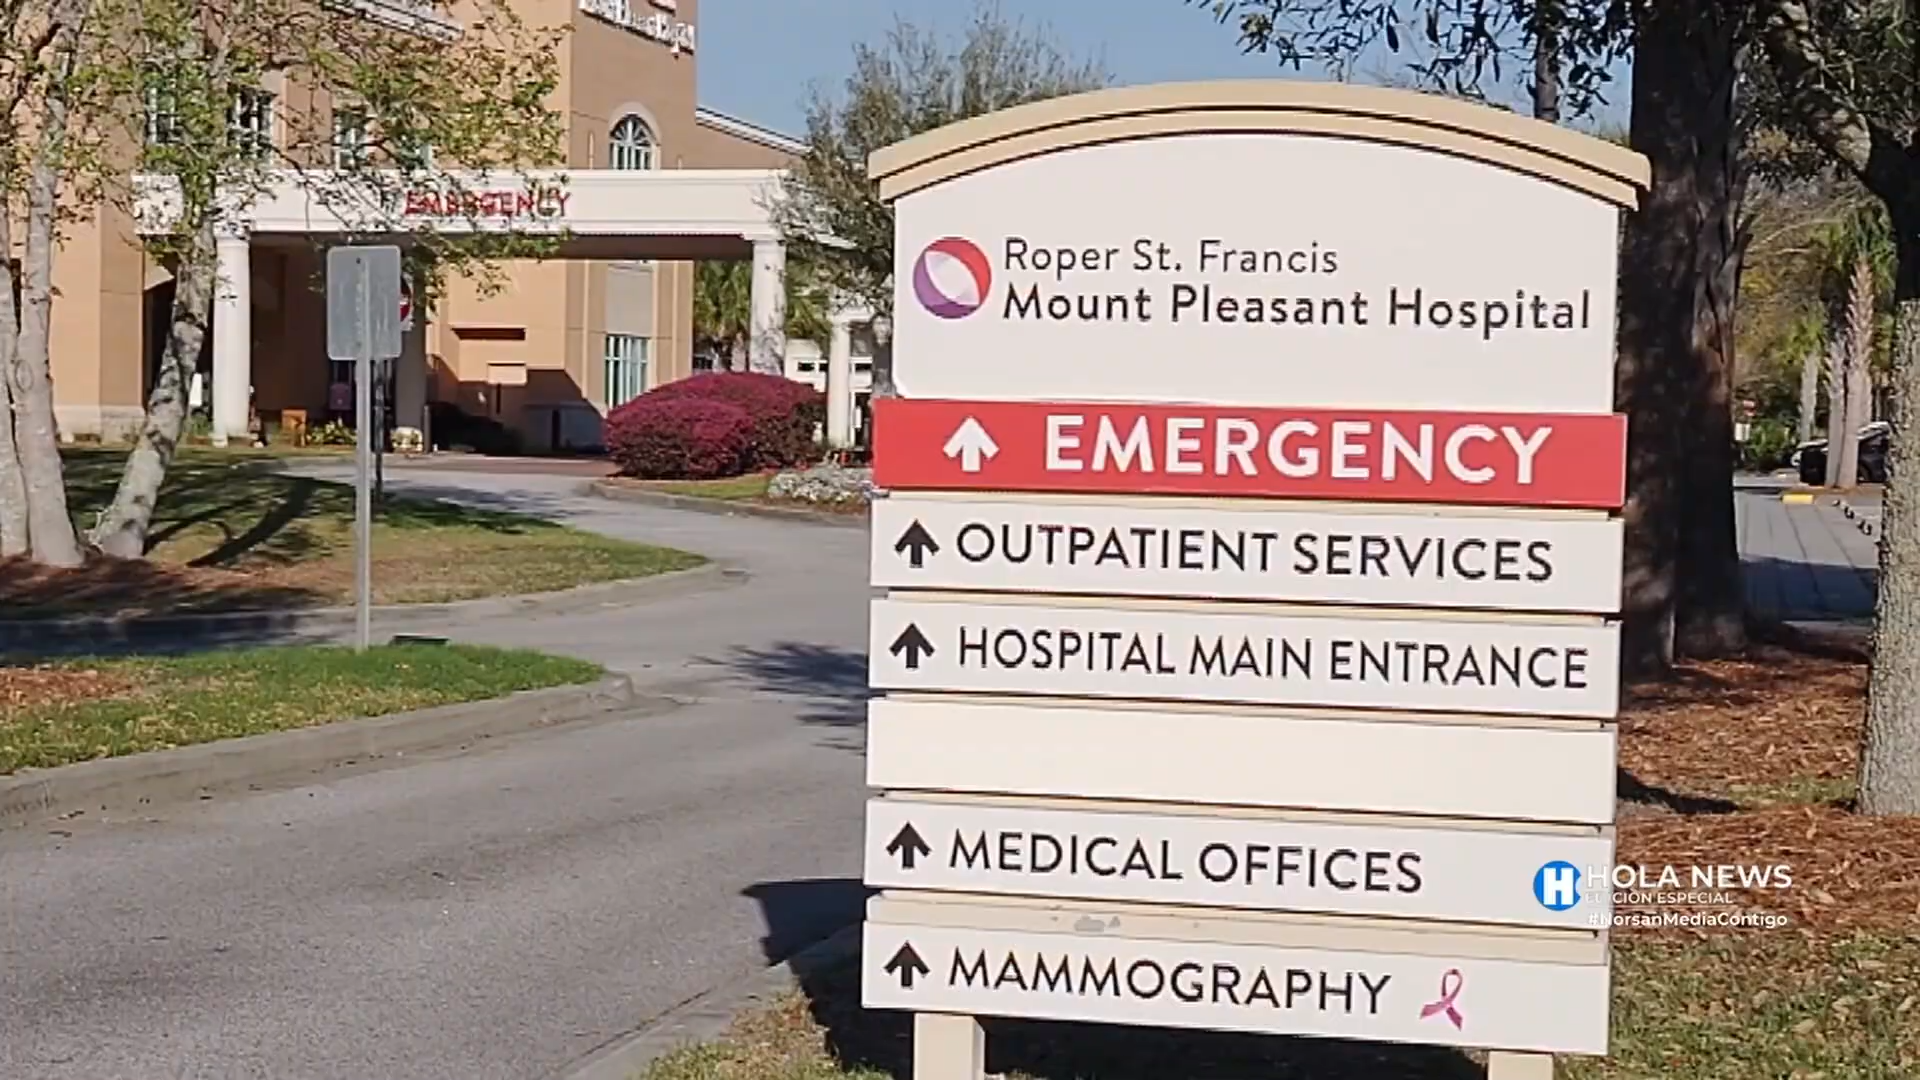 EMERGENCY
Roper St. Francis
Mount Pleasant Hospital
EMERGENCY
OUTPATIENT SERVICES
HOSPITAL MAIN ENTRANCE
MEDICAL OFFICES
MAMMOGRAPHY
HOLA NEWS
EDICIÓN ESPECIAL
#NorsanMediaContigo